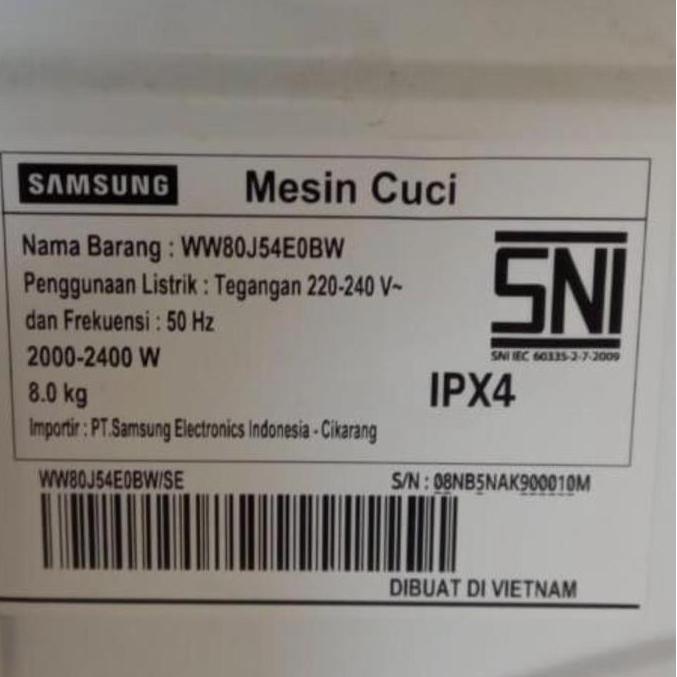 SAMSUNG Mesin Cuci
Nama Barang : WW80J54E0BW
Penggunaan Listrik : Tegangan 220-240 V~
dan Frekuensi : 50 Hz
2000-2400 W
8.0 kg
Importir : PT.Samsung Electronics Indonesia - Cikarang
SNI
SNI IEC 60335-2-7-2009
IPX4
WW80J54E0BW/SE
S/N : 08NB5NAK900010M
DIBUAT DI VIETNAM